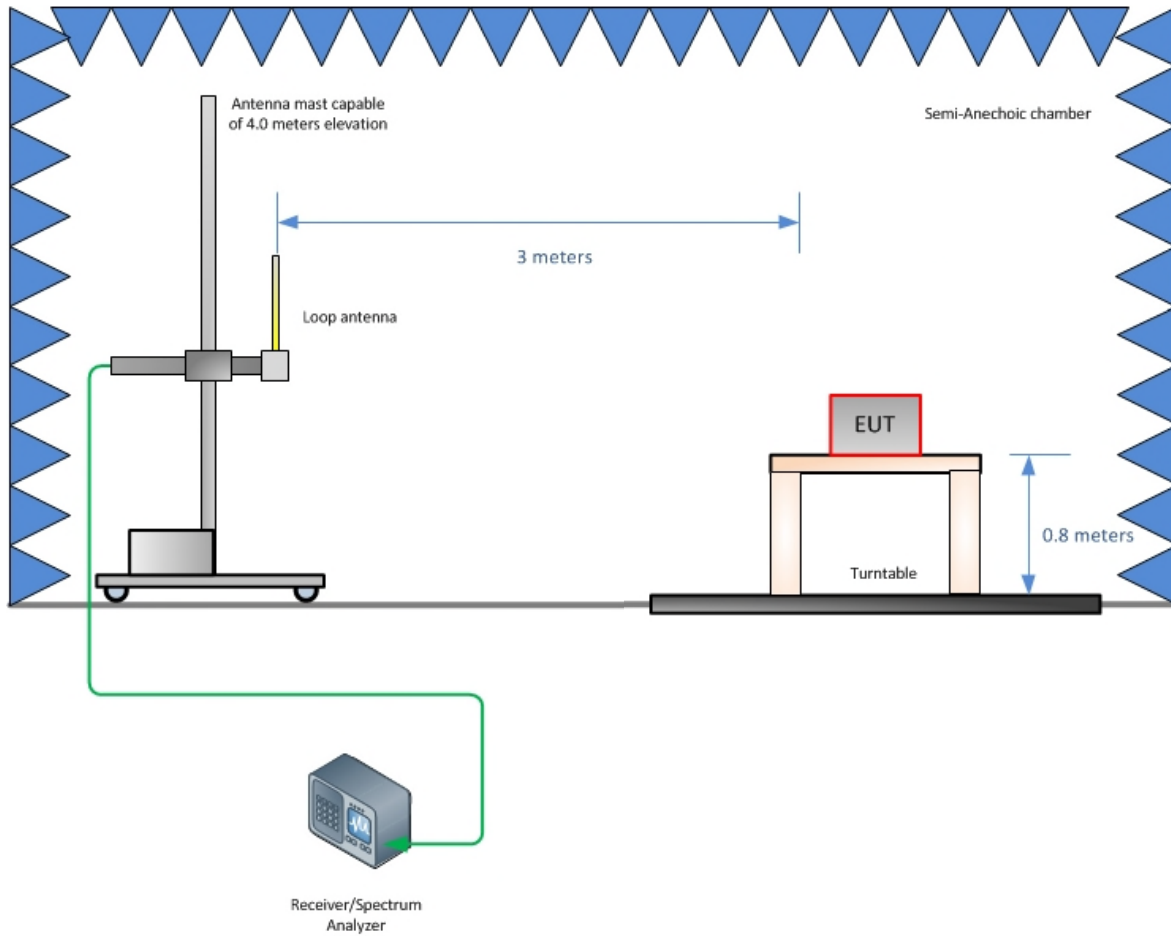 Antenna mast capable
of 4.0 meters elevation
Semi-Anechoic chamber
3 meters
Loop antenna
EUT
0.8 meters
Turntable
Receiver/Spectrum
Analyzer